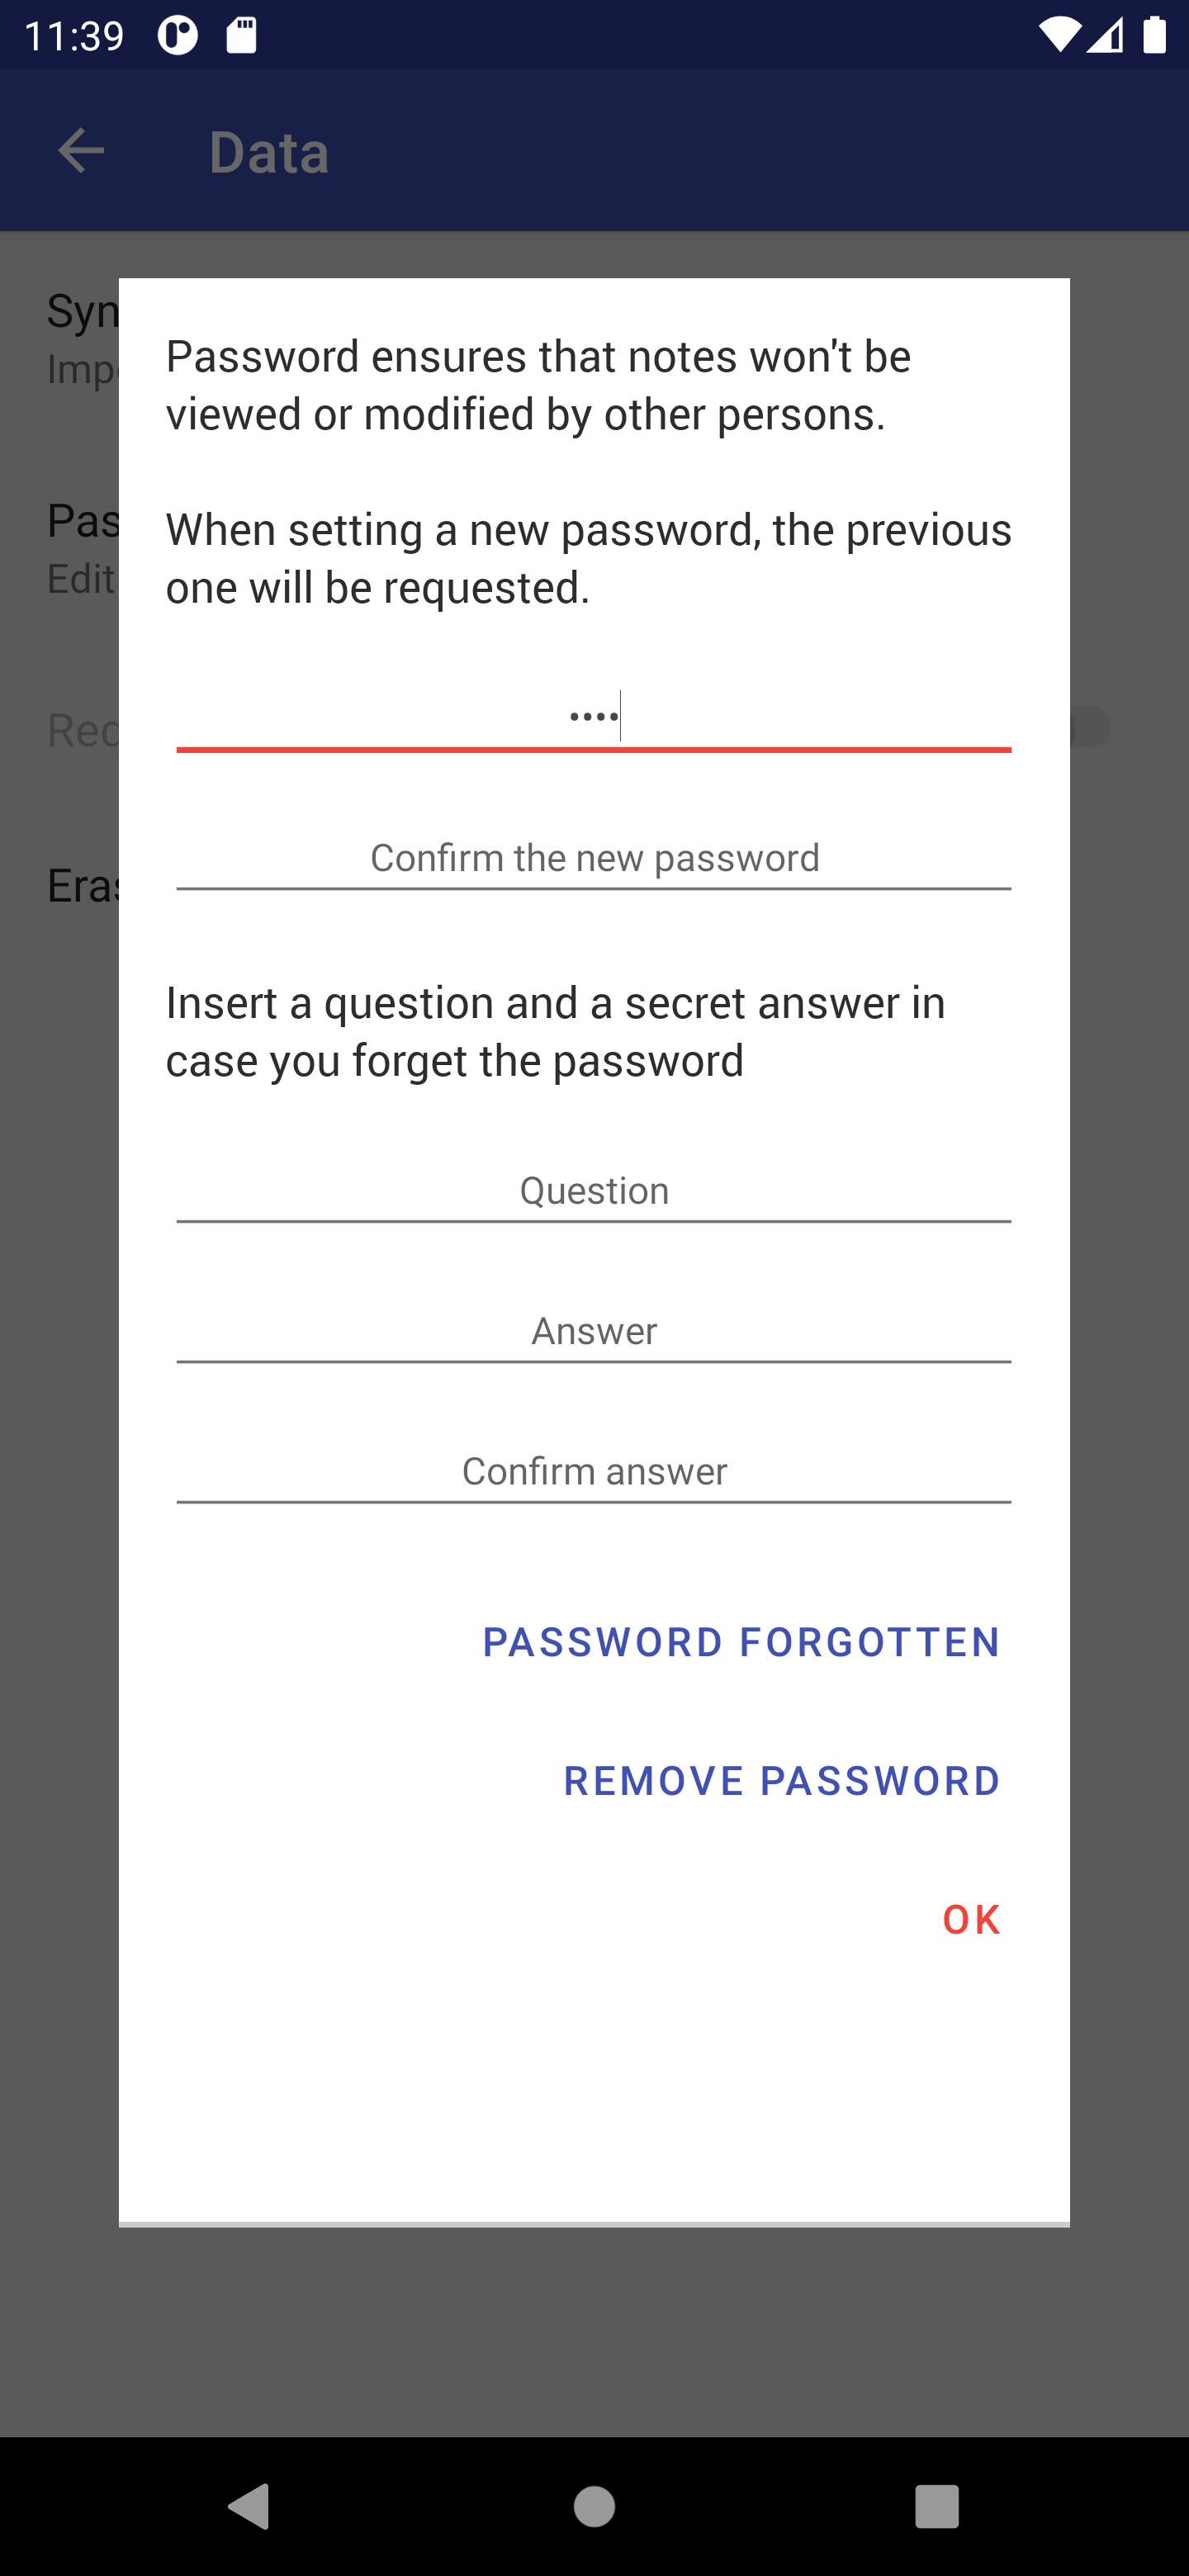 11:39
Data
Syn
Imp
Password ensures that notes won't be
viewed or modified by other persons.
Pas
Edit
When setting a new password, the previous
one will be requested.
••••
Rec
Confirm the new password
Eras
Insert a question and a secret answer in
case you forget the password
Question
Answer
Confirm answer
PASSWORD FORGOTTEN
REMOVE PASSWORD
OK